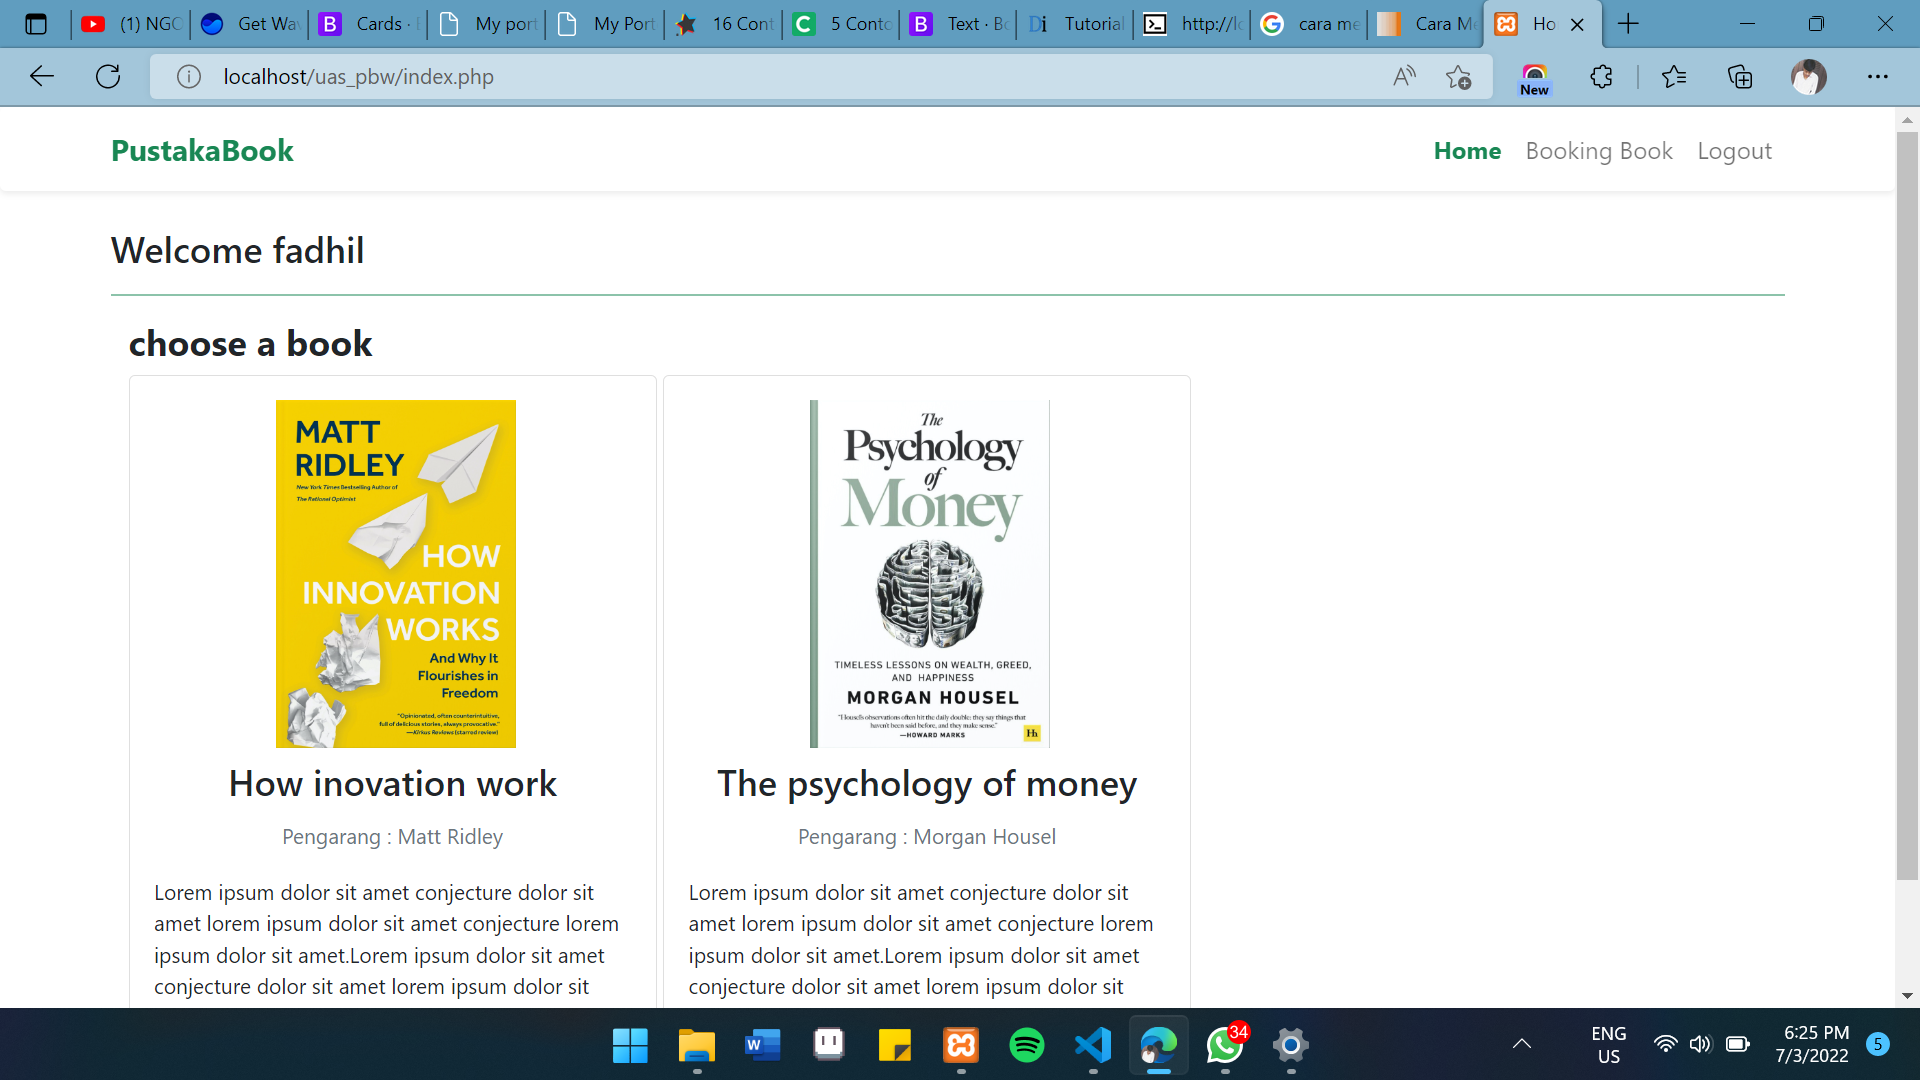 (1) NGO
Get Wav
Cards ·
My port
My Port
16 Cont
5 Conto
Text · Bo
Tutorial
http://lo
cara me
Cara Me
Ho
localhost/uas_pbw/index.php
New
PustakaBook
Home
Booking Book
Logout
Welcome fadhil
choose a book
MATT
RIDLEY
New York Times Bestselling Author of
The Rational Optimist
HOW
INNOVATION
WORKS
And Why It
Flourishes in
Freedom
"Opinionated, often counterintuitive,
full of delicious stories, always provocative."
—Kirkus Reviews (starred review)
How inovation work
Pengarang : Matt Ridley
Lorem ipsum dolor sit amet conjecture dolor sit
amet lorem ipsum dolor sit amet conjecture lorem
ipsum dolor sit amet.Lorem ipsum dolor sit amet
conjecture dolor sit amet lorem ipsum dolor sit
The
Psychology
of
Money
TIMELESS LESSONS ON WEALTH, GREED,
AND HAPPINESS
MORGAN HOUSEL
"Housel's observations often hit the daily double: they say things that
haven't been said before, and they make sense."
—HOWARD MARKS
Hh
The psychology of money
Pengarang : Morgan Housel
Lorem ipsum dolor sit amet conjecture dolor sit
amet lorem ipsum dolor sit amet conjecture lorem
ipsum dolor sit amet.Lorem ipsum dolor sit amet
conjecture dolor sit amet lorem ipsum dolor sit
34
ENG
US
6:25 PM
7/3/2022
5